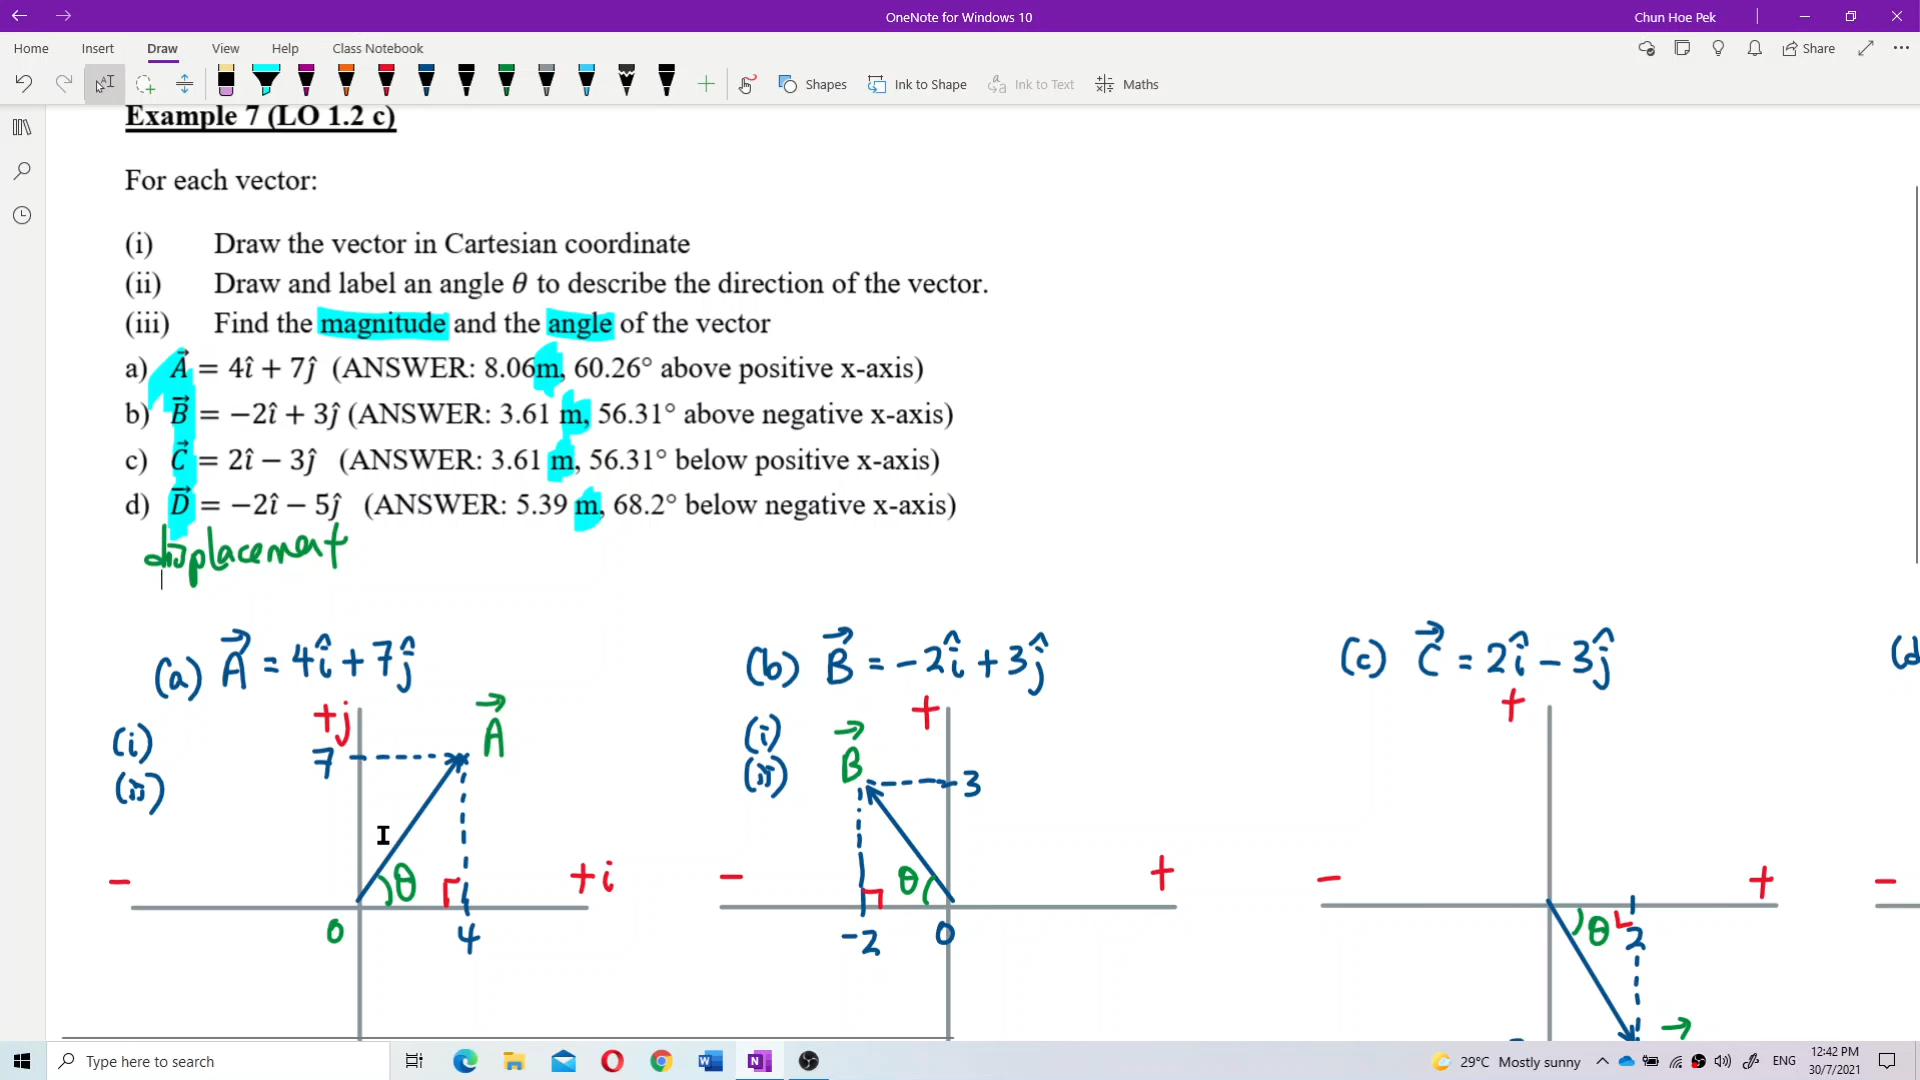 OneNote for Windows 10
Chun Hoe Pek
Home Insert Draw View Help Class Notebook
Share
Shapes Ink to Shape Ink to Text Maths
Example 7 (LO 1.2 c)
For each vector:
(i) Draw the vector in Cartesian coordinate
(ii) Draw and label an angle θ to describe the direction of the vector.
(iii) Find the magnitude and the angle of the vector
a) A⃗ = 4î + 7ĵ (ANSWER: 8.06m, 60.26° above positive x-axis)
b) B⃗ = −2î + 3ĵ (ANSWER: 3.61 m, 56.31° above negative x-axis)
c) C⃗ = 2î − 3ĵ (ANSWER: 3.61 m, 56.31° below positive x-axis)
d) D⃗ = −2î − 5ĵ (ANSWER: 5.39 m, 68.2° below negative x-axis)
displacement
(a) A⃗ = 4î + 7ĵ
(i)
(ii)
+j
7
A⃗
θ
−
+i
0
4
(b) B⃗ = −2î + 3ĵ
(i)
(ii)
+
B⃗
3
θ
−
+
−2
0
(c) C⃗ = 2î − 3ĵ
+
−
+
θ
2
(d
−
Type here to search
29°C Mostly sunny
ENG
12:42 PM
30/7/2021